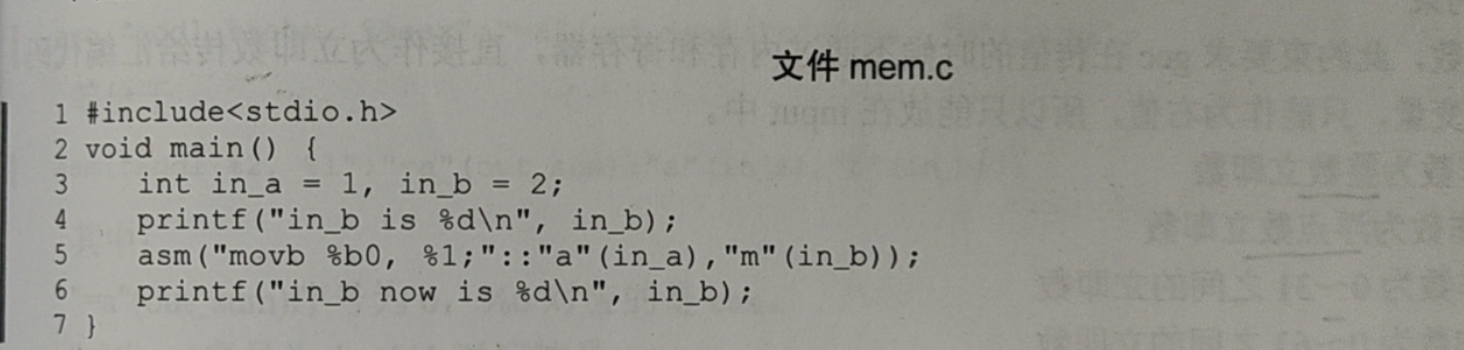 文件 mem.c
1 #include<stdio.h>
2 void main() {
3    int in_a = 1, in_b = 2;
4    printf("in_b is %d\n", in_b);
5    asm("movb %b0, %1;"::"a"(in_a),"m"(in_b));
6    printf("in_b now is %d\n", in_b);
7 }